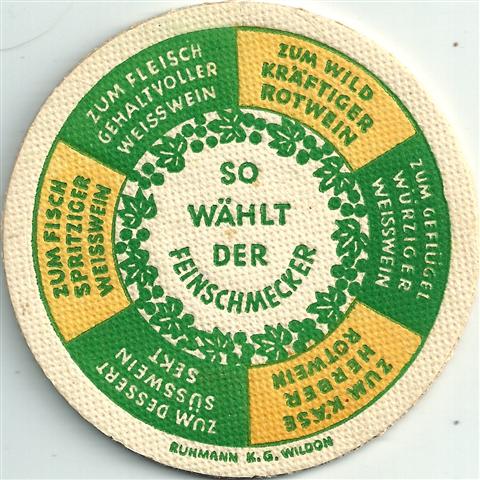 SO
WÄHLT
DER
FEINSCHMECKER
ZUM FLEISCH
GEHALTVOLLER
WEISSWEIN
ZUM WILD
KRÄFTIGER
ROTWEIN
ZUM GEFLÜGEL
WÜRZIGER
WEISSWEIN
ZUM KÄSE
HERBER
ROTWEIN
ZUM DESSERT
SÜSSWEIN
SEKT
ZUM FISCH
SPRITZIGER
WEISSWEIN
RUHMANN K.G. WILDON